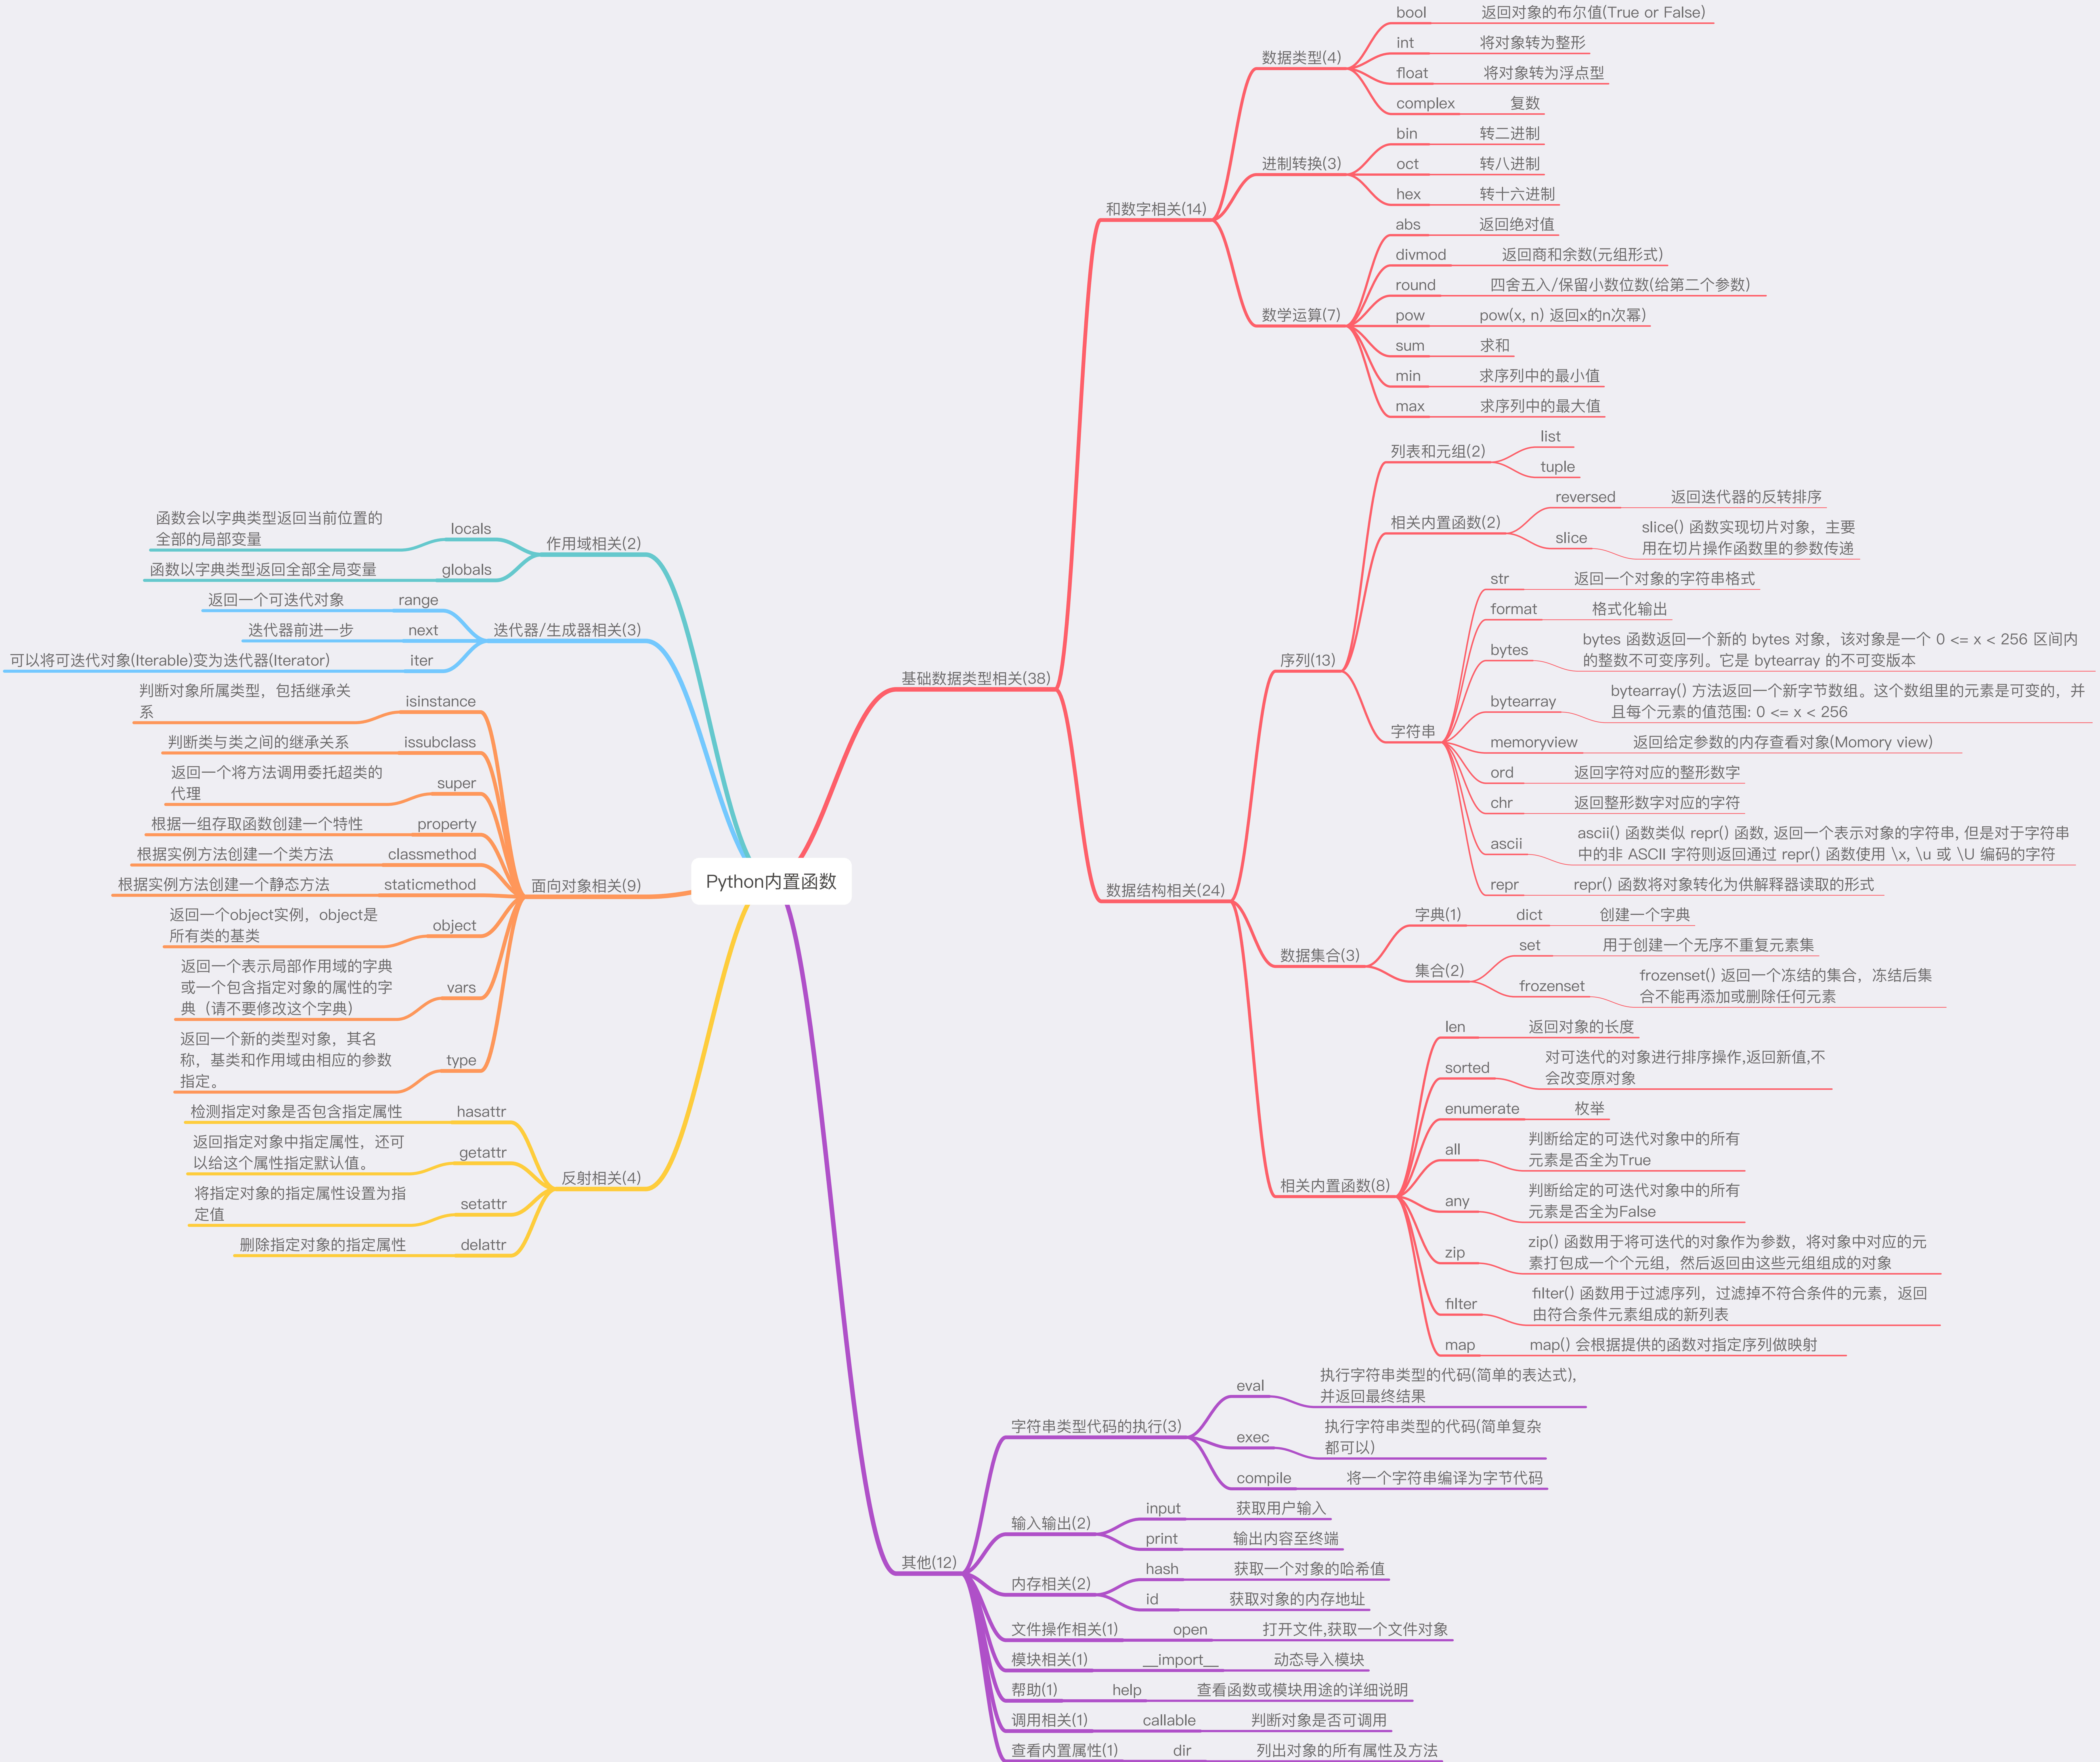 Python内置函数
基础数据类型相关(38)
和数字相关(14)
数据类型(4)
bool 返回对象的布尔值(True or False)
int 将对象转为整形
float 将对象转为浮点型
complex 复数
进制转换(3)
bin 转二进制
oct 转八进制
hex 转十六进制
数学运算(7)
abs 返回绝对值
divmod 返回商和余数(元组形式)
round 四舍五入/保留小数位数(给第二个参数)
pow pow(x, n) 返回x的n次幂)
sum 求和
min 求序列中的最小值
max 求序列中的最大值
数据结构相关(24)
序列(13)
列表和元组(2)
list
tuple
相关内置函数(2)
reversed 返回迭代器的反转排序
slice
slice() 函数实现切片对象，主要
用在切片操作函数里的参数传递
字符串
str 返回一个对象的字符串格式
format 格式化输出
bytes
bytes 函数返回一个新的 bytes 对象，该对象是一个 0 <= x < 256 区间内
的整数不可变序列。它是 bytearray 的不可变版本
bytearray
bytearray() 方法返回一个新字节数组。这个数组里的元素是可变的，并
且每个元素的值范围: 0 <= x < 256
memoryview 返回给定参数的内存查看对象(Momory view)
ord 返回字符对应的整形数字
chr 返回整形数字对应的字符
ascii
ascii() 函数类似 repr() 函数, 返回一个表示对象的字符串, 但是对于字符串
中的非 ASCII 字符则返回通过 repr() 函数使用 \x, \u 或 \U 编码的字符
repr repr() 函数将对象转化为供解释器读取的形式
数据集合(3)
字典(1)
dict 创建一个字典
集合(2)
set 用于创建一个无序不重复元素集
frozenset
frozenset() 返回一个冻结的集合，冻结后集
合不能再添加或删除任何元素
相关内置函数(8)
len 返回对象的长度
sorted
对可迭代的对象进行排序操作,返回新值,不
会改变原对象
enumerate 枚举
all
判断给定的可迭代对象中的所有
元素是否全为True
any
判断给定的可迭代对象中的所有
元素是否全为False
zip
zip() 函数用于将可迭代的对象作为参数，将对象中对应的元
素打包成一个个元组，然后返回由这些元组组成的对象
filter
filter() 函数用于过滤序列，过滤掉不符合条件的元素，返回
由符合条件元素组成的新列表
map map() 会根据提供的函数对指定序列做映射
其他(12)
字符串类型代码的执行(3)
eval
执行字符串类型的代码(简单的表达式),
并返回最终结果
exec
执行字符串类型的代码(简单复杂
都可以)
compile 将一个字符串编译为字节代码
输入输出(2)
input 获取用户输入
print 输出内容至终端
内存相关(2)
hash 获取一个对象的哈希值
id 获取对象的内存地址
文件操作相关(1) open 打开文件,获取一个文件对象
模块相关(1) __import__ 动态导入模块
帮助(1) help 查看函数或模块用途的详细说明
调用相关(1) callable 判断对象是否可调用
查看内置属性(1) dir 列出对象的所有属性及方法
作用域相关(2)
locals
函数会以字典类型返回当前位置的
全部的局部变量
globals 函数以字典类型返回全部全局变量
迭代器/生成器相关(3)
range 返回一个可迭代对象
next 迭代器前进一步
iter 可以将可迭代对象(Iterable)变为迭代器(Iterator)
面向对象相关(9)
isinstance
判断对象所属类型，包括继承关
系
issubclass 判断类与类之间的继承关系
super
返回一个将方法调用委托超类的
代理
property 根据一组存取函数创建一个特性
classmethod 根据实例方法创建一个类方法
staticmethod 根据实例方法创建一个静态方法
object
返回一个object实例，object是
所有类的基类
vars
返回一个表示局部作用域的字典
或一个包含指定对象的属性的字
典（请不要修改这个字典）
type
返回一个新的类型对象，其名
称，基类和作用域由相应的参数
指定。
反射相关(4)
hasattr 检测指定对象是否包含指定属性
getattr
返回指定对象中指定属性，还可
以给这个属性指定默认值。
setattr
将指定对象的指定属性设置为指
定值
delattr 删除指定对象的指定属性